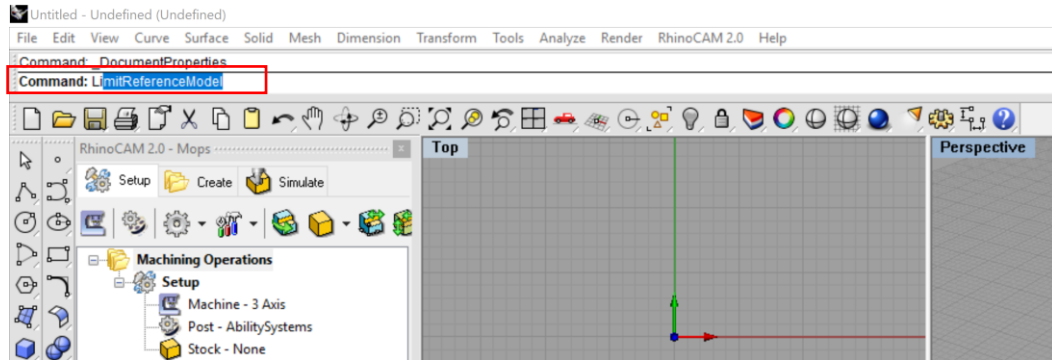 Untitled - Undefined (Undefined)
File Edit View Curve Surface Solid Mesh Dimension Transform Tools Analyze Render RhinoCAM 2.0 Help
Command: _DocumentProperties
Command: LimitReferenceModel
RhinoCAM 2.0 - Mops
Top
Perspective
Setup Create Simulate
Machining Operations
Setup
Machine - 3 Axis
Post - AbilitySystems
Stock - None